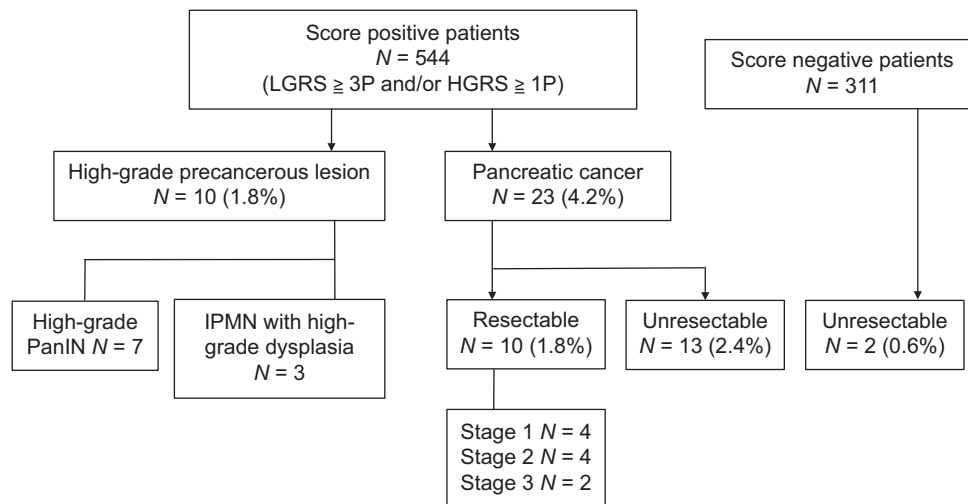 Score positive patients
N = 544
(LGRS ≧ 3P and/or HGRS ≧ 1P)
Score negative patients
N = 311
High-grade precancerous lesion
N = 10 (1.8%)
Pancreatic cancer
N = 23 (4.2%)
High-grade
PanIN N = 7
IPMN with high-
grade dysplasia
N = 3
Resectable
N = 10 (1.8%)
Unresectable
N = 13 (2.4%)
Unresectable
N = 2 (0.6%)
Stage 1 N = 4
Stage 2 N = 4
Stage 3 N = 2